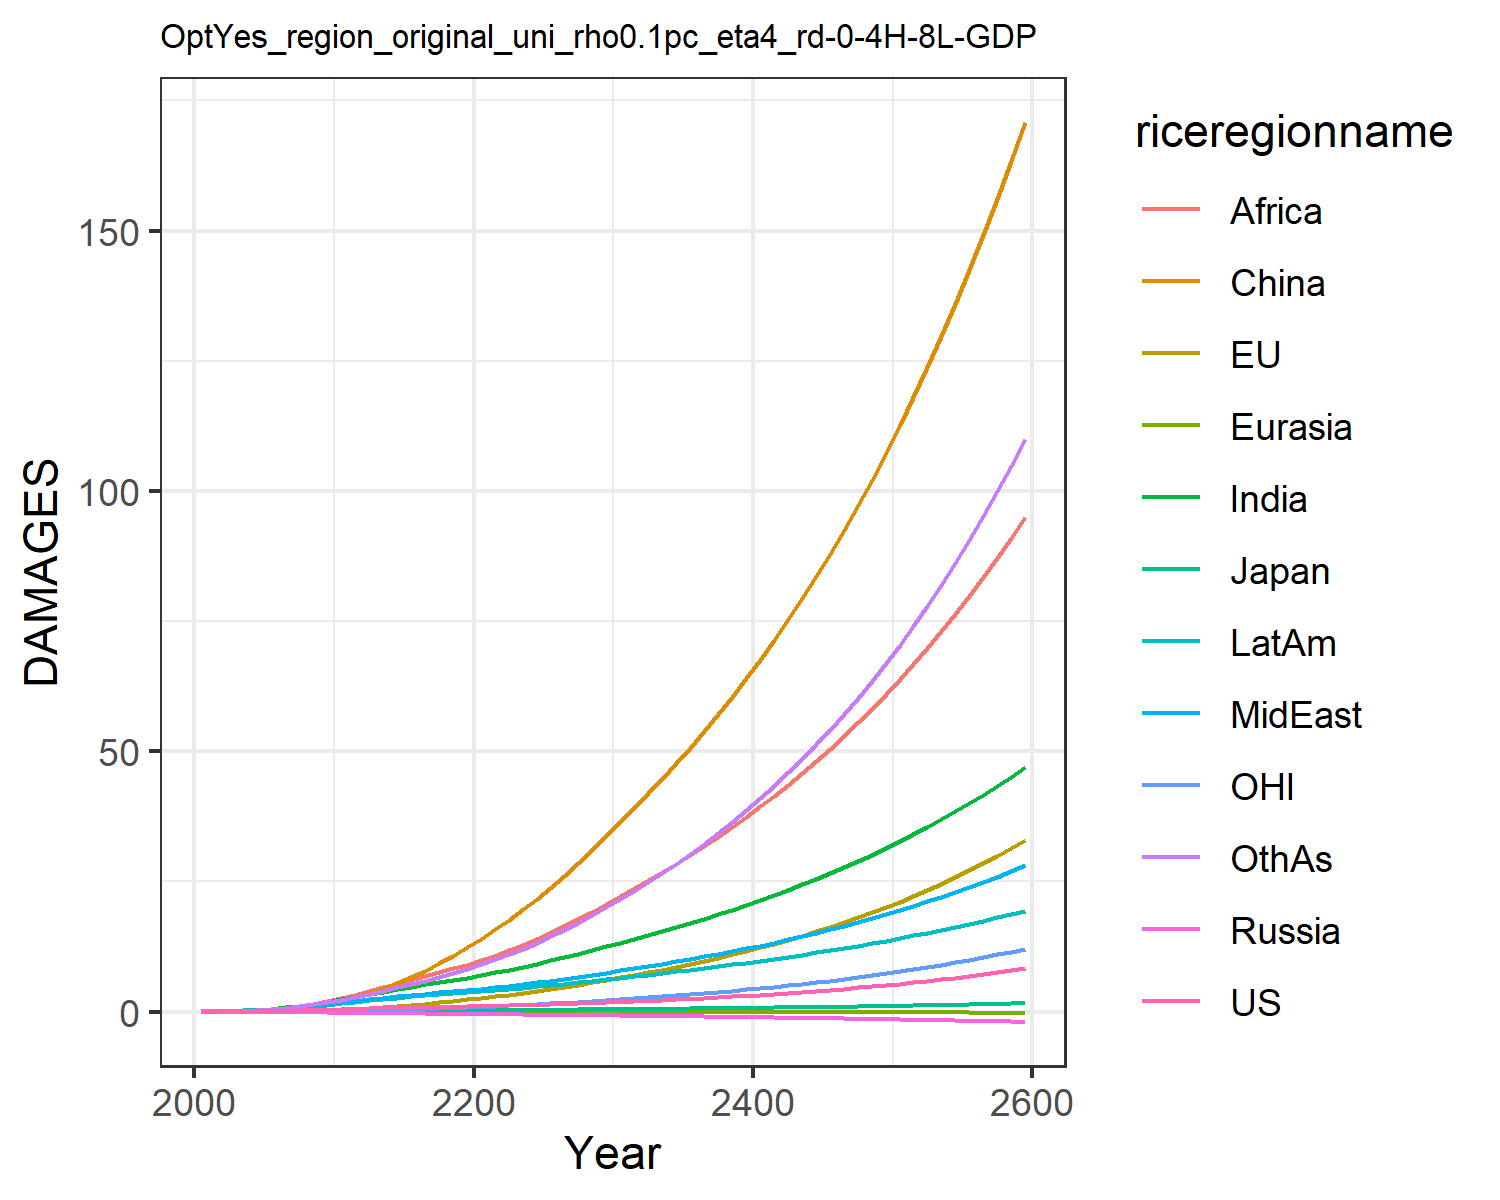 OptYes_region_original_uni_rho0.1pc_eta4_rd-0-4H-8L-GDP
DAMAGES
150
100
50
0
2000 2200 2400 2600
Year
riceregionname
Africa
China
EU
Eurasia
India
Japan
LatAm
MidEast
OHI
OthAs
Russia
US